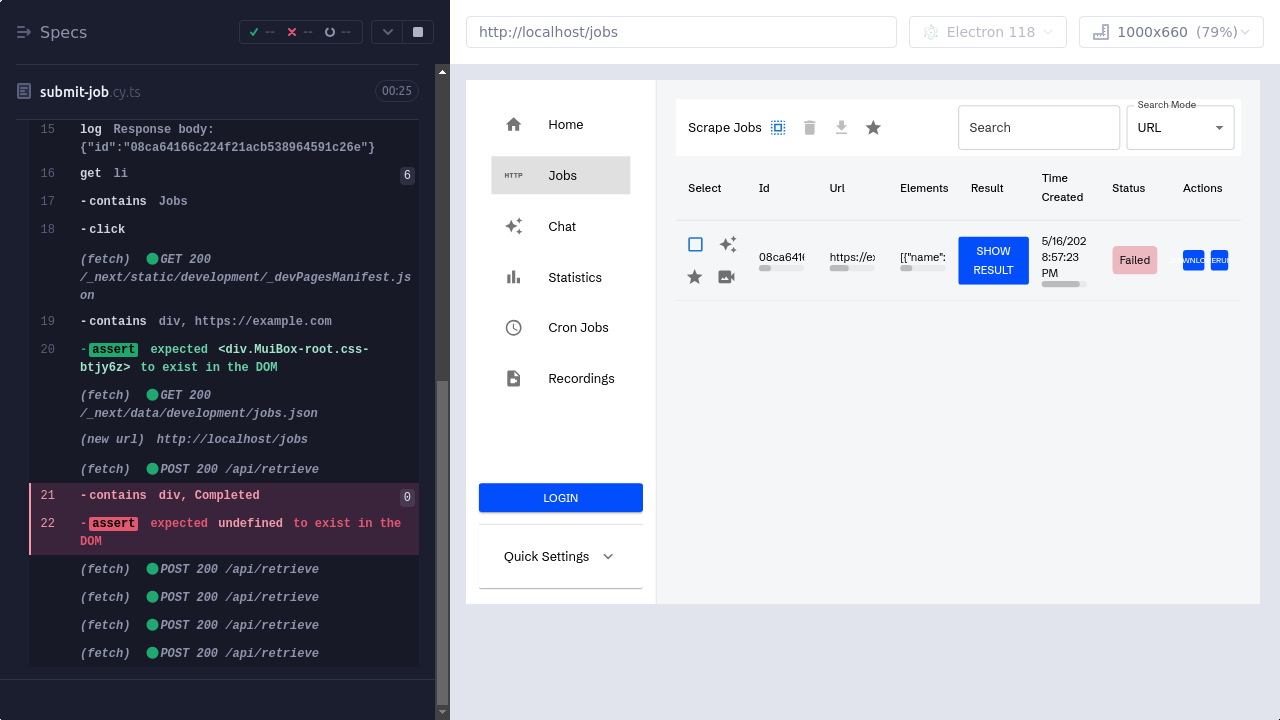 Specs
--
--
--
submit-job.cy.ts
00:25
15 log Response body:
{"id":"08ca64166c224f21acb538964591c26e"}
16 get li 6
17 -contains Jobs
18 -click
(fetch) GET 200
/_next/static/development/_devPagesManifest.js
on
19 -contains div, https://example.com
20 -assert expected <div.MuiBox-root.css-
btjy6z> to exist in the DOM
(fetch) GET 200
/_next/data/development/jobs.json
(new url) http://localhost/jobs
(fetch) POST 200 /api/retrieve
21 -contains div, Completed 0
22 -assert expected undefined to exist in the
DOM
(fetch) POST 200 /api/retrieve
(fetch) POST 200 /api/retrieve
(fetch) POST 200 /api/retrieve
(fetch) POST 200 /api/retrieve
http://localhost/jobs
Electron 118
1000x660 (79%)
Home
HTTP Jobs
Chat
Statistics
Cron Jobs
Recordings
LOGIN
Quick Settings
Scrape Jobs
Search
Search Mode
URL
Select Id Url Elements Result Time Created Status Actions
08ca6416
https://ex
[{"name":
SHOW
RESULT
5/16/202
8:57:23
PM
Failed